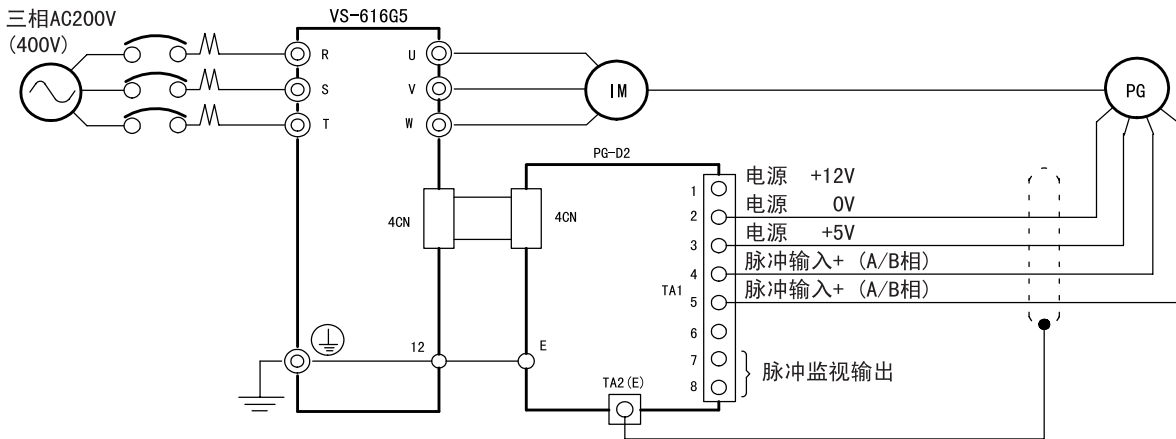 三相AC200V
(400V)
VS-616G5
R
S
T
U
V
W
IM
PG
PG-D2
4CN
4CN
1
2
3
4
5
6
7
8
TA1
电源 +12V
电源 0V
电源 +5V
脉冲输入+ (A/B相)
脉冲输入+ (A/B相)
脉冲监视输出
12
E
TA2(E)